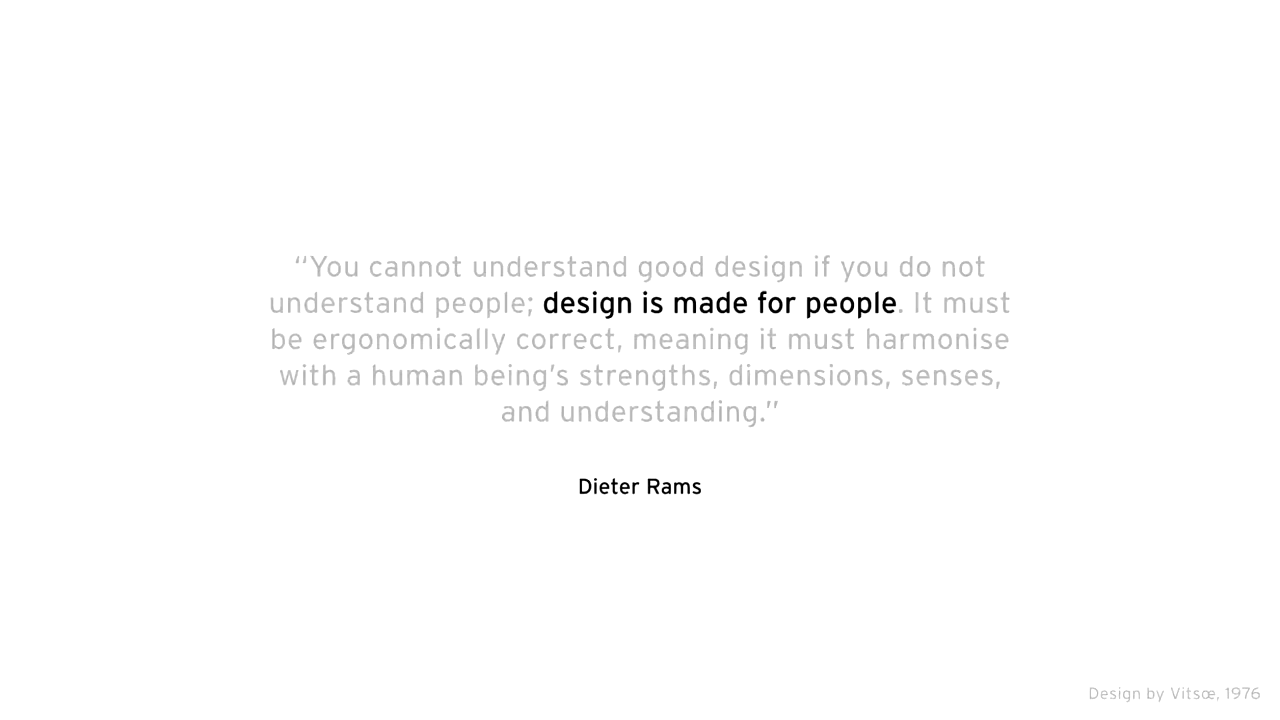 “You cannot understand good design if you do not
understand people; design is made for people. It must
be ergonomically correct, meaning it must harmonise
with a human being’s strengths, dimensions, senses,
and understanding.”
Dieter Rams
Design by Vitsœ, 1976